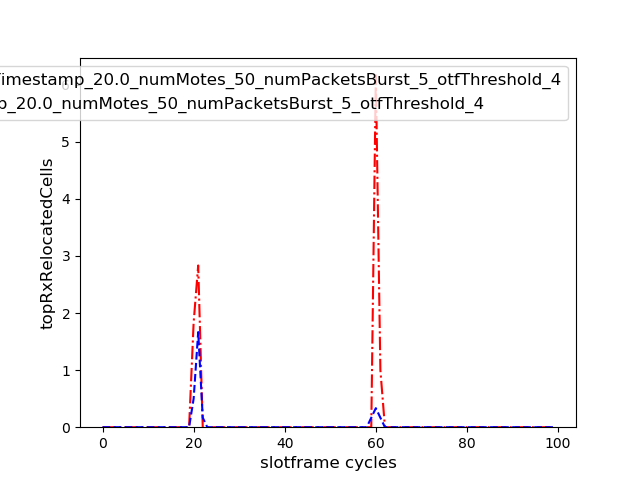 Timestamp_20.0_numMotes_50_numPacketsBurst_5_otfThreshold_4
p_20.0_numMotes_50_numPacketsBurst_5_otfThreshold_4
6
5
4
3
2
1
0
topRxRelocatedCells
0 20 40 60 80 100
slotframe cycles